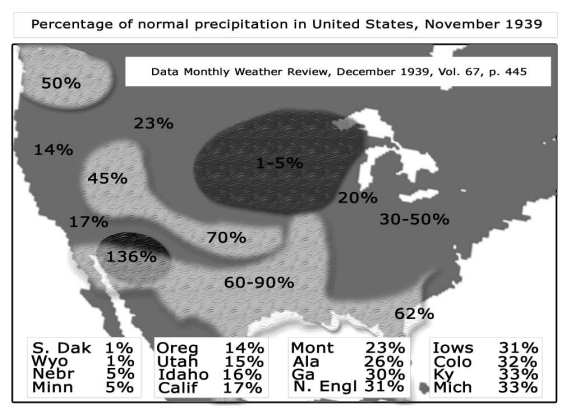 Percentage of normal precipitation in United States, November 1939
Data Monthly Weather Review, December 1939, Vol. 67, p. 445
50%
23%
14%
45%
1-5%
20%
17%
30-50%
70%
136%
60-90%
62%
S. Dak 1%
Wyo 1%
Nebr 5%
Minn 5%
Oreg 14%
Utah 15%
Idaho 16%
Calif 17%
Mont 23%
Ala 26%
Ga 30%
N. Engl 31%
Iows 31%
Colo 32%
Ky 33%
Mich 33%